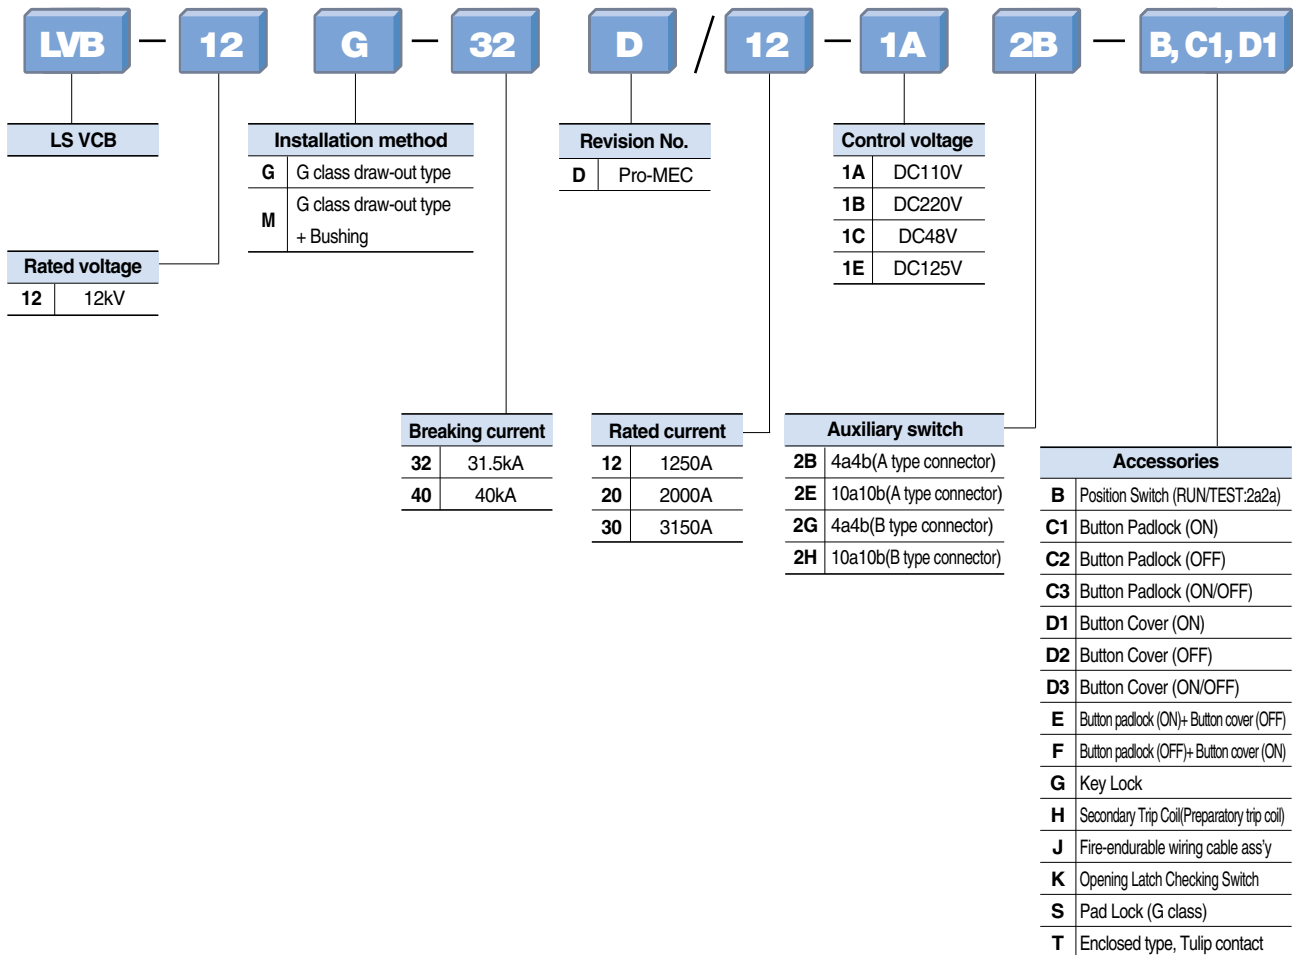 LVB — 12 G — 32 D / 12 — 1A 2B — B, C1, D1
LS VCB
Rated voltage
12 12kV
Installation method
G G class draw-out type
M G class draw-out type
+ Bushing
Breaking current
32 31.5kA
40 40kA
Revision No.
D Pro-MEC
Rated current
12 1250A
20 2000A
30 3150A
Control voltage
1A DC110V
1B DC220V
1C DC48V
1E DC125V
Auxiliary switch
2B 4a4b(A type connector)
2E 10a10b(A type connector)
2G 4a4b(B type connector)
2H 10a10b(B type connector)
Accessories
B Position Switch (RUN/TEST:2a2a)
C1 Button Padlock (ON)
C2 Button Padlock (OFF)
C3 Button Padlock (ON/OFF)
D1 Button Cover (ON)
D2 Button Cover (OFF)
D3 Button Cover (ON/OFF)
E Button padlock (ON)+ Button cover (OFF)
F Button padlock (OFF)+ Button cover (ON)
G Key Lock
H Secondary Trip Coil(Preparatory trip coil)
J Fire-endurable wiring cable ass'y
K Opening Latch Checking Switch
S Pad Lock (G class)
T Enclosed type, Tulip contact